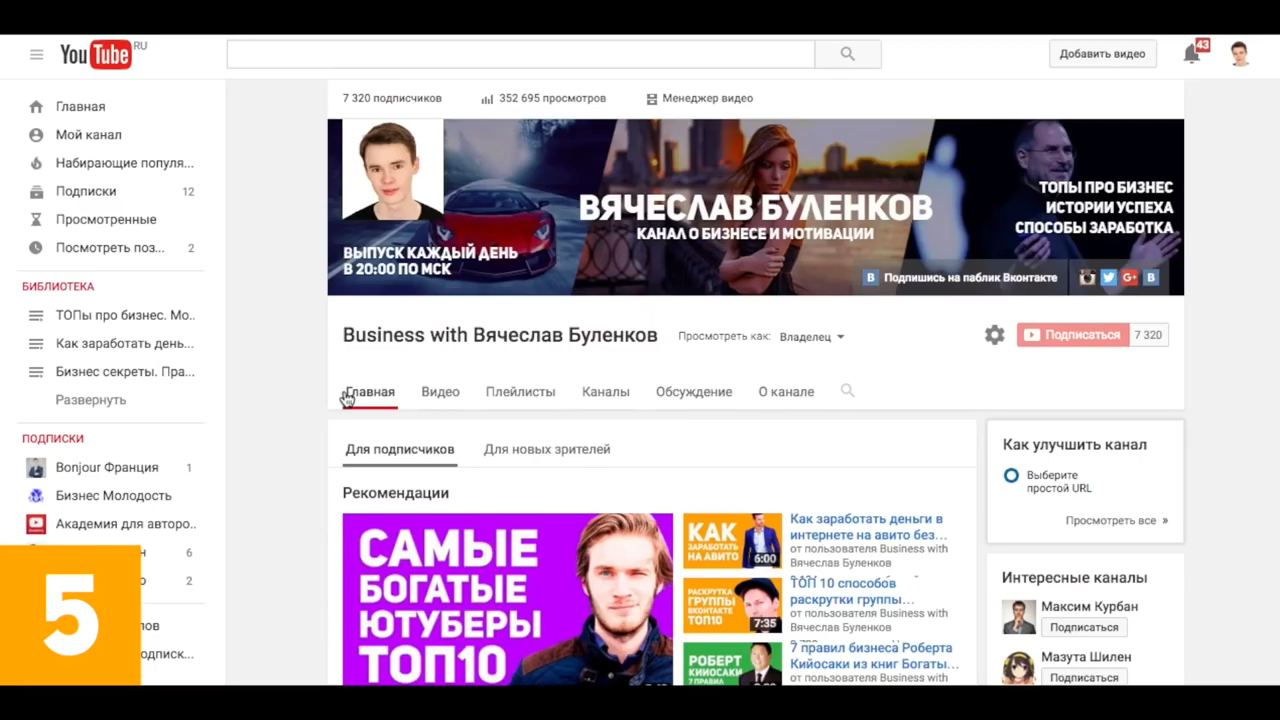 YouTube RU
Добавить видео
43
Главная
Мой канал
Набирающие популя...
Подписки 12
Просмотренные
Посмотреть поз... 2
БИБЛИОТЕКА
ТОПы про бизнес. Мо..
Как заработать день...
Бизнес секреты. Пра...
Развернуть
ПОДПИСКИ
Bonjour Франция 1
Бизнес Молодость
Академия для авторо..
н 6
о 2
лов
одписк...
5
7 320 подписчиков
352 695 просмотров
Менеджер видео
ВЫПУСК КАЖДЫЙ ДЕНЬ
В 20:00 ПО МСК
ВЯЧЕСЛАВ БУЛЕНКОВ
КАНАЛ О БИЗНЕСЕ И МОТИВАЦИИ
ТОПЫ ПРО БИЗНЕС
ИСТОРИИ УСПЕХА
СПОСОБЫ ЗАРАБОТКА
B Подпишись на паблик Вконтакте
G+ B
Business with Вячеслав Буленков
Просмотреть как: Владелец
Подписаться 7 320
Главная Видео Плейлисты Каналы Обсуждение О канале
Для подписчиков Для новых зрителей
Рекомендации
САМЫЕ
БОГАТЫЕ
ЮТУБЕРЫ
ТОП10
КАК
ЗАРАБОТАТЬ
НА АВИТО
6:00
Как заработать деньги в
интернете на авито без...
от пользователя Business with
Вячеслав Буленков
РАСКРУТКА
ГРУППЫ
ВКОНТАКТЕ
ТОП10
7:35
ТОП 10 способов
раскрутки группы...
от пользователя Business with
Вячеслав Буленков
РОБЕРТ
КИЙОСАКИ
7 ПРАВИЛ
7 правил бизнеса Роберта
Кийосаки из книг Богаты...
от пользователя Business with
Как улучшить канал
Выберите
простой URL
Просмотреть все »
Интересные каналы
Максим Курбан
Подписаться
Мазута Шилен
Подписаться